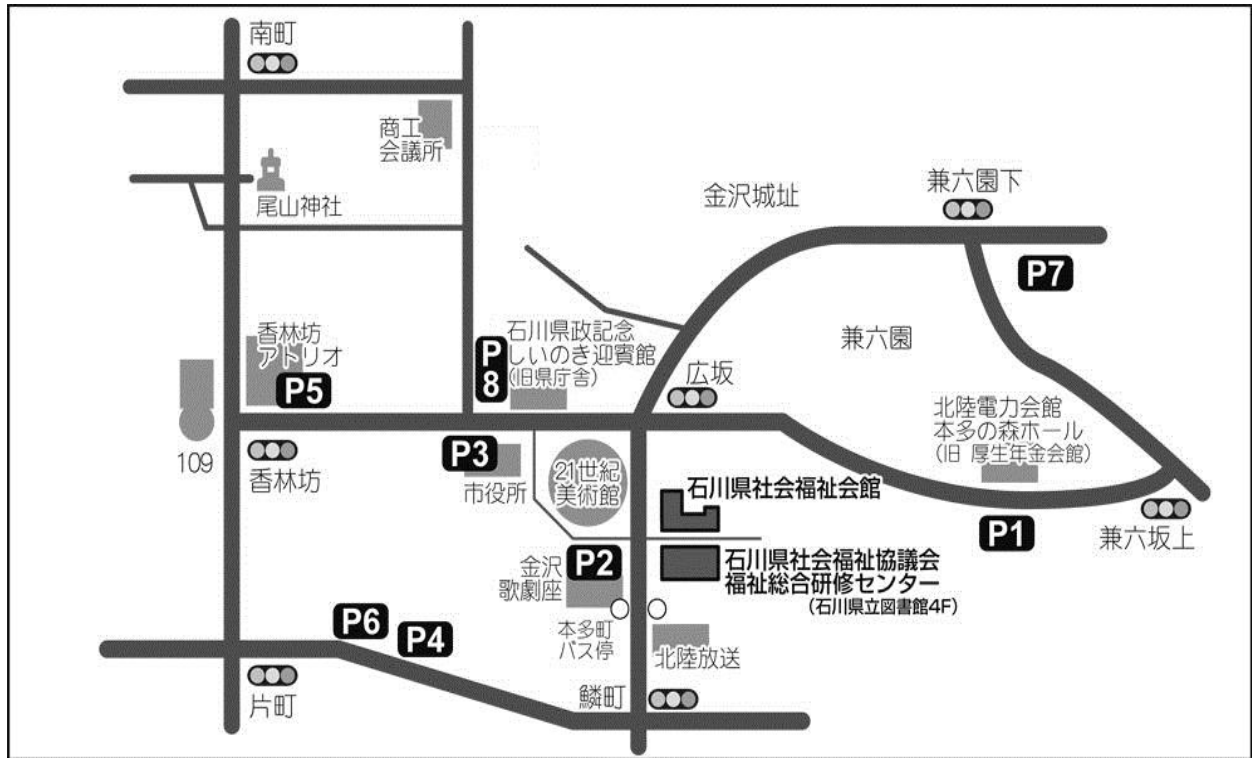 南町
商工
会議所
尾山神社
金沢城址
兼六園下
P7
香林坊
アトリオ
P5
P
8
石川県政記念
しいのき迎賓館
(旧県庁舎)
広坂
兼六園
北陸電力会館
本多の森ホール
(旧 厚生年金会館)
109
香林坊
P3
市役所
21世紀
美術館
石川県社会福祉会館
P1
兼六坂上
金沢
歌劇座
P2
石川県社会福祉協議会
福祉総合研修センター
(石川県立図書館4F)
P6
P4
本多町
バス停
北陸放送
片町
鱗町